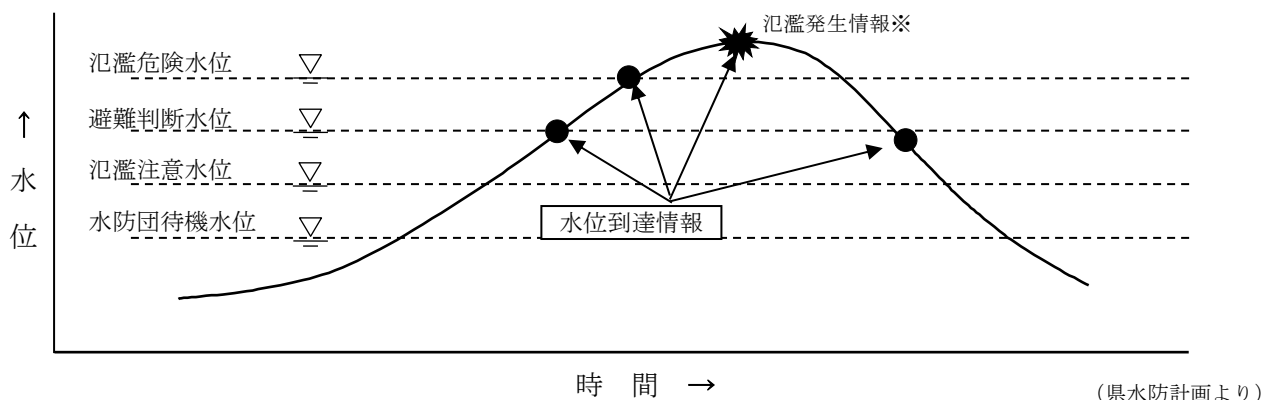 氾濫発生情報※
氾濫危険水位
避難判断水位
氾濫注意水位
水防団待機水位
水位到達情報
↑
水
位
時 間 →
（県水防計画より）